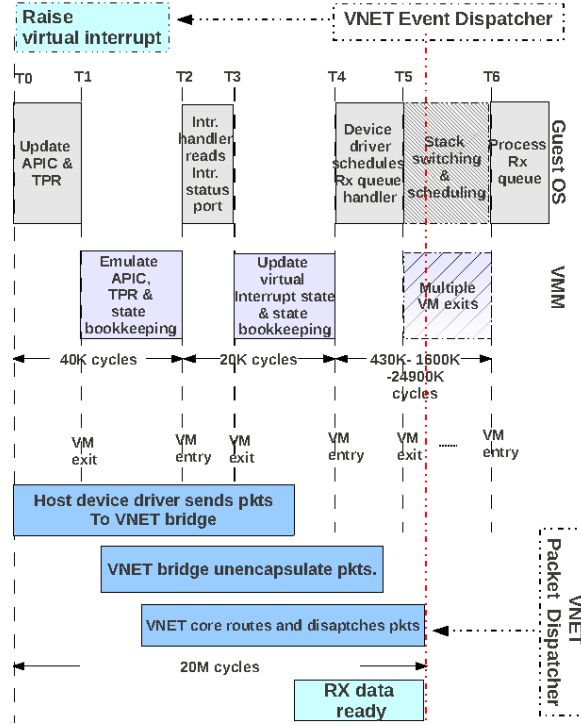 Raise
virtual interrupt
VNET Event Dispatcher
T0
T1
T2
T3
T4
T5
T6
Update
APIC &
TPR
Intr.
handler
reads
Intr.
status
port
Device
driver
schedules
Rx queue
handler
Stack
switching
&
scheduling
Process
Rx
queue
Guest OS
Emulate
APIC,
TPR &
state
bookkeeping
Update
virtual
Interrupt state
& state
bookkeeping
Multiple
VM exits
VMM
40K cycles
20K cycles
430K- 1600K
-24900K
cycles
VM
exit
VM
entry
VM
exit
VM
entry
VM
exit
......
VM
entry
Host device driver sends pkts
To VNET bridge
VNET bridge unencapsulate pkts.
VNET core routes and disaptches pkts
VNET
Packet Dispatcher
20M cycles
RX data
ready